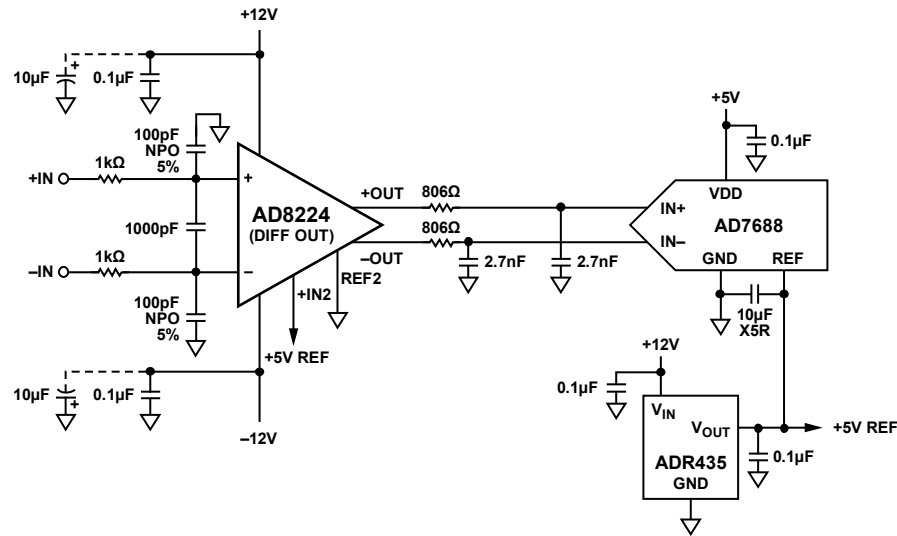 +12V
10µF
+
0.1µF
100pF
NPO
5%
+IN
1kΩ
1000pF
–IN
1kΩ
100pF
NPO
5%
+
AD8224
(DIFF OUT)
–
+OUT
–OUT
REF2
+IN2
+5V REF
10µF
+
0.1µF
–12V
806Ω
806Ω
2.7nF
2.7nF
+5V
0.1µF
VDD
IN+
AD7688
IN–
GND
REF
10µF
X5R
+12V
0.1µF
VIN
VOUT
ADR435
GND
+5V REF
0.1µF